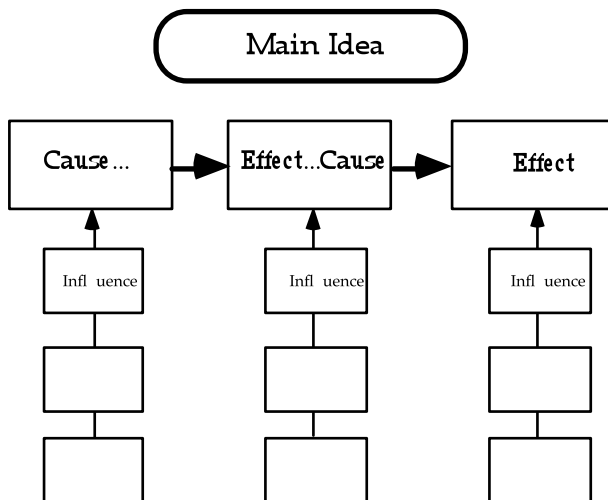 Main Idea
Cause...
Effect...Cause
Effect
Infl uence
Infl uence
Infl uence